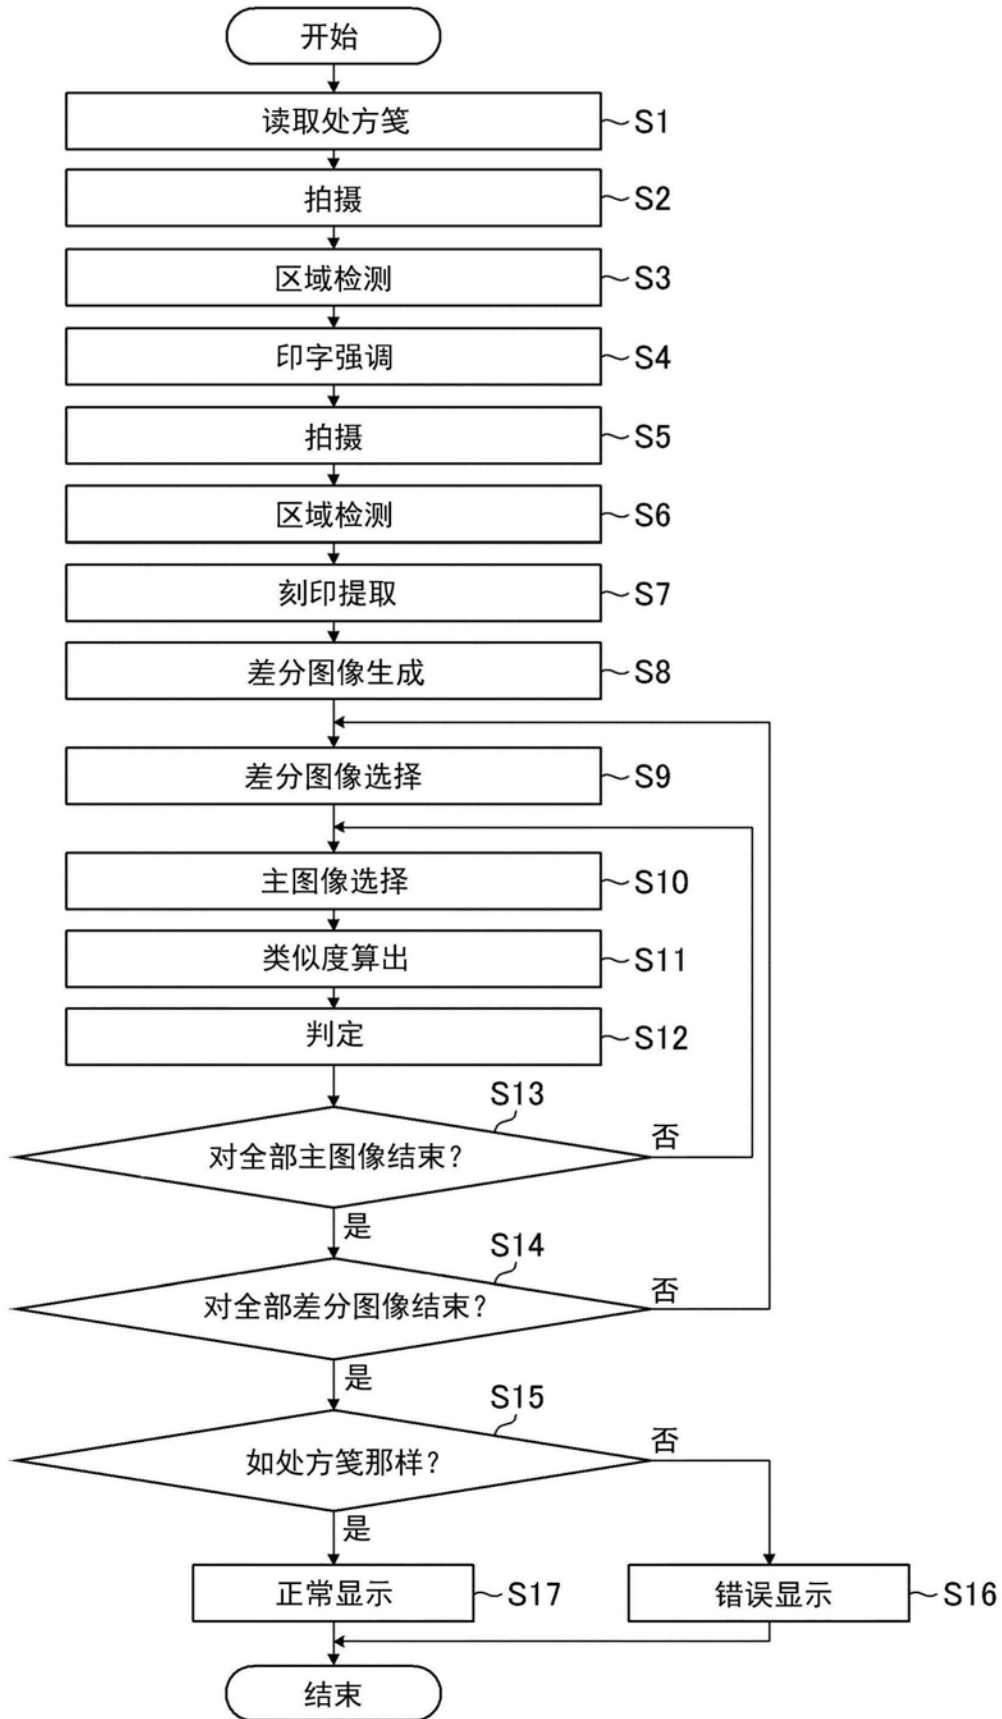 开始
读取处方笺 S1
拍摄 S2
区域检测 S3
印字强调 S4
拍摄 S5
区域检测 S6
刻印提取 S7
差分图像生成 S8
差分图像选择 S9
主图像选择 S10
类似度算出 S11
判定 S12
S13
对全部主图像结束? 否
是
S14
对全部差分图像结束? 否
是
S15
如处方笺那样? 否
是
正常显示 S17 错误显示 S16
结束